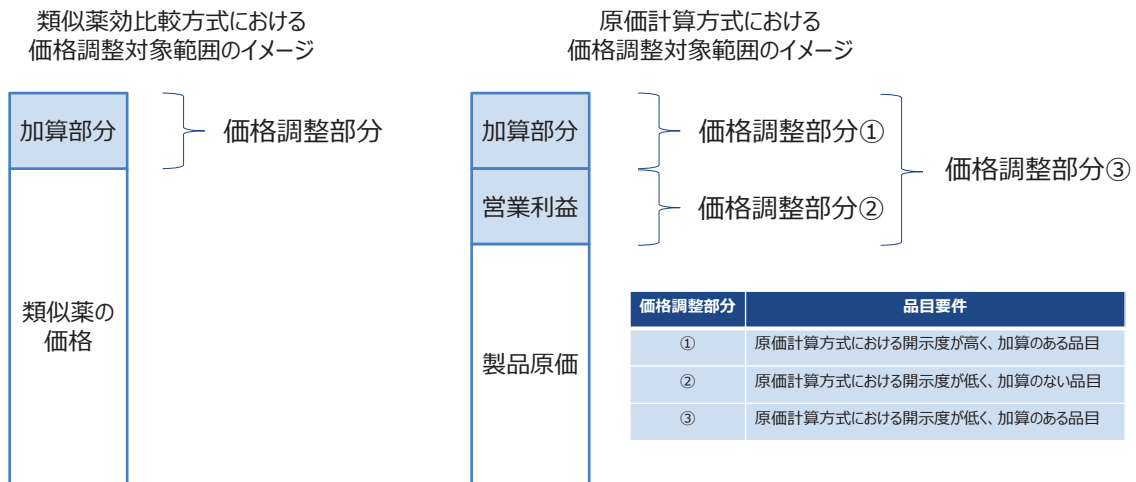 類似薬効比較方式における
価格調整対象範囲のイメージ
加算部分
価格調整部分
類似薬の
価格
原価計算方式における
価格調整対象範囲のイメージ
加算部分
価格調整部分①
営業利益
価格調整部分②
価格調整部分③
製品原価
価格調整部分 品目要件
① 原価計算方式における開示度が高く、加算のある品目
② 原価計算方式における開示度が低く、加算のない品目
③ 原価計算方式における開示度が低く、加算のある品目